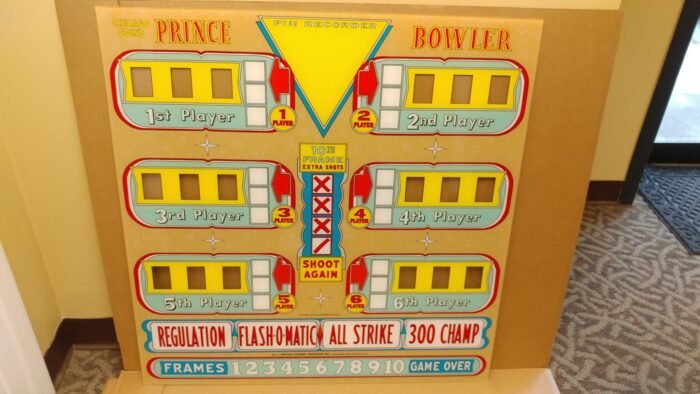 CHICAGO COIN'S
PRINCE BOWLER
PIN RECORDER
1st Player
1 PLAYER
2 PLAYER
2nd Player
10TH FRAME
EXTRA SHOTS
3rd Player
3 PLAYER
4 PLAYER
4th Player
SHOOT AGAIN
5th Player
5 PLAYER
6 PLAYER
6th Player
REGULATION FLASH-O-MATIC ALL STRIKE 300 CHAMP
FRAMES 1 2 3 4 5 6 7 8 9 10 GAME OVER